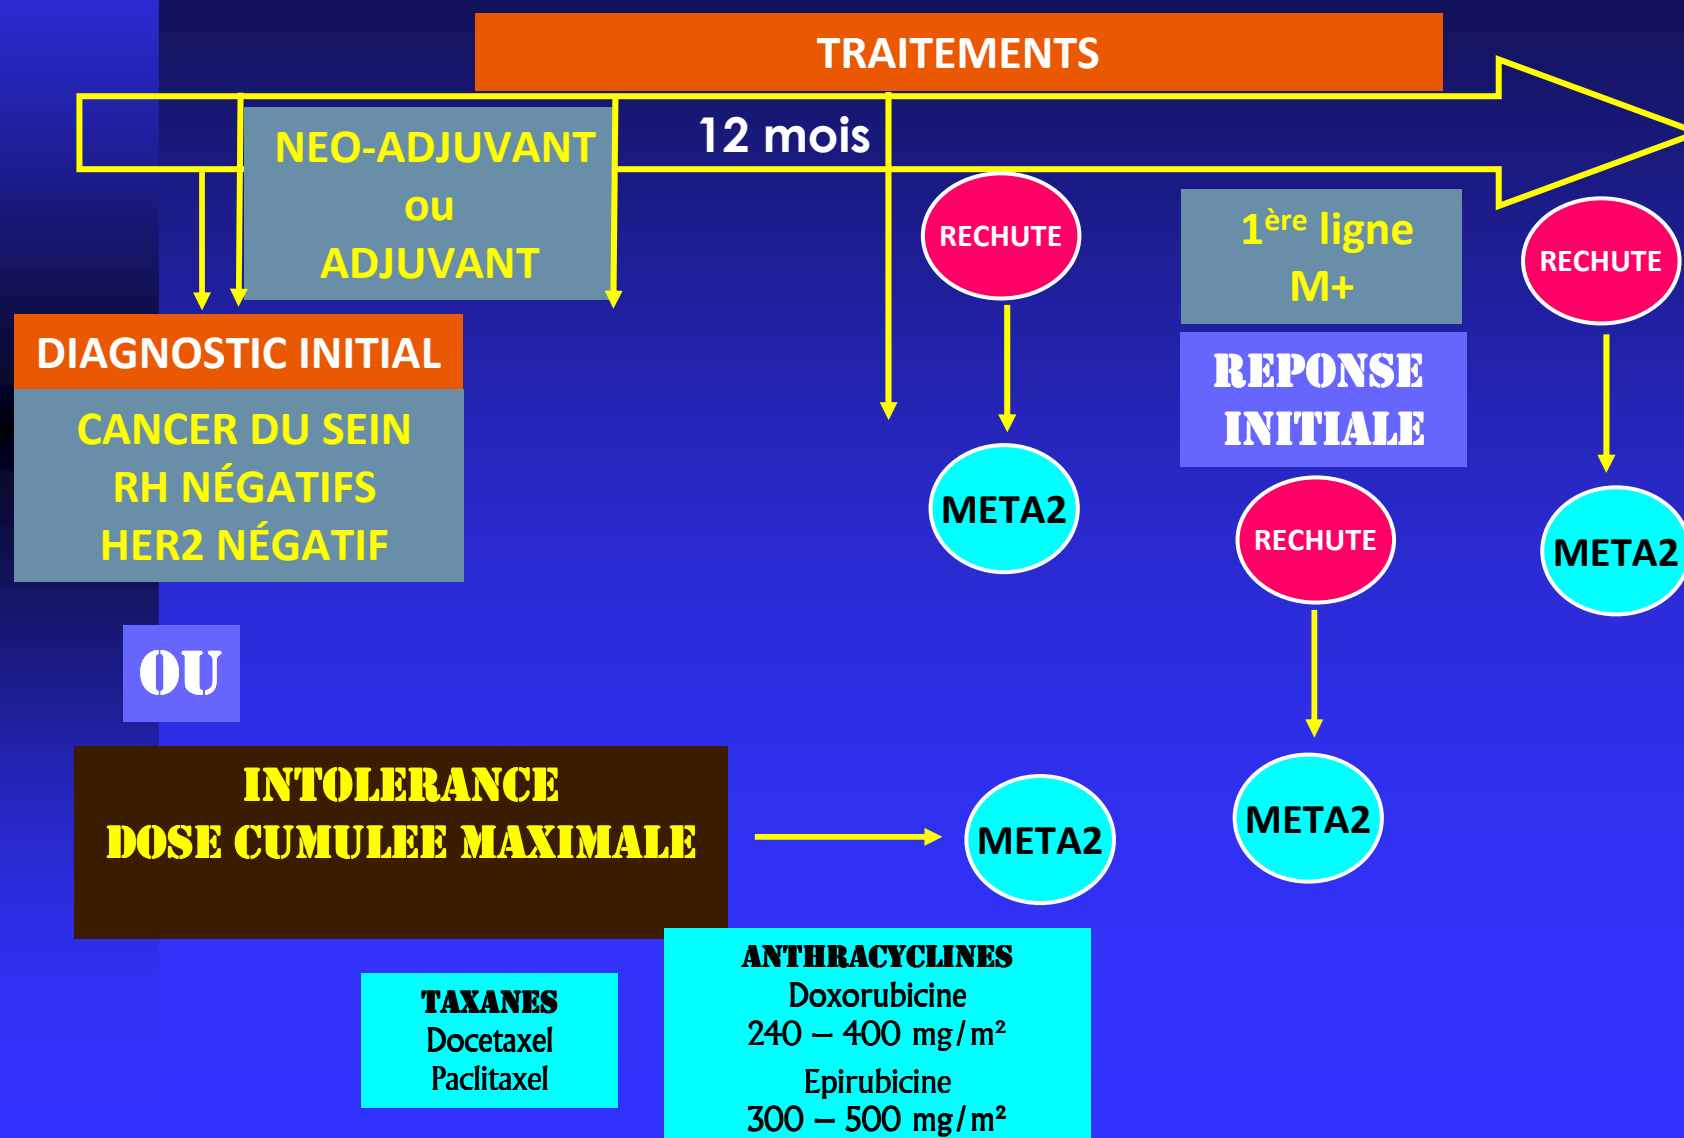 TRAITEMENTS
12 mois
NEO-ADJUVANT
ou
ADJUVANT
RECHUTE
1ère ligne
M+
RECHUTE
DIAGNOSTIC INITIAL
CANCER DU SEIN
RH NÉGATIFS
HER2 NÉGATIF
REPONSE
INITIALE
META2
RECHUTE
META2
OU
INTOLERANCE
DOSE CUMULEE MAXIMALE
META2
META2
TAXANES
Docetaxel
Paclitaxel
ANTHRACYCLINES
Doxorubicine
240 – 400 mg/m²
Epirubicine
300 – 500 mg/m²